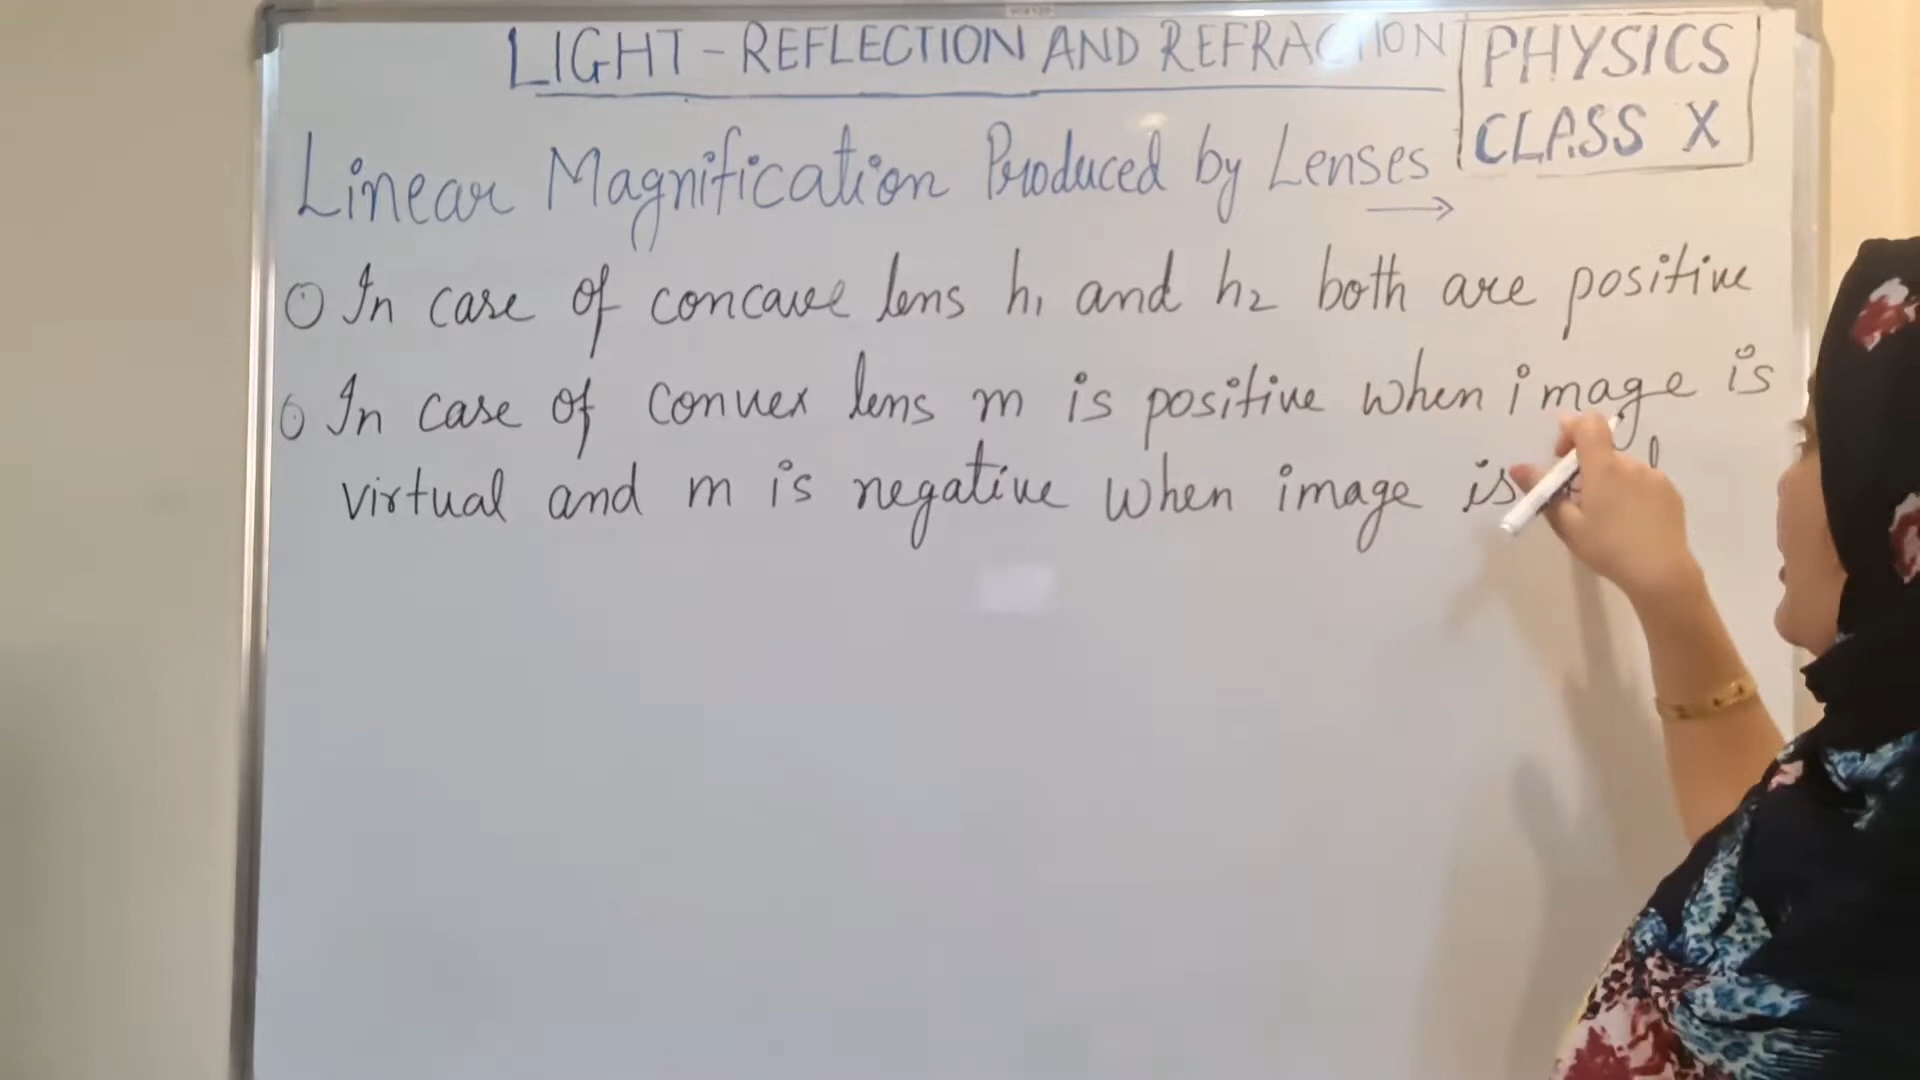 LIGHT - REFLECTION AND REFRACTION
PHYSICS
CLASS X
Linear Magnification Produced by Lenses
In case of concave lens h₁ and h₂ both are positive
In case of convex lens m is positive when image is
virtual and m is negative when image is